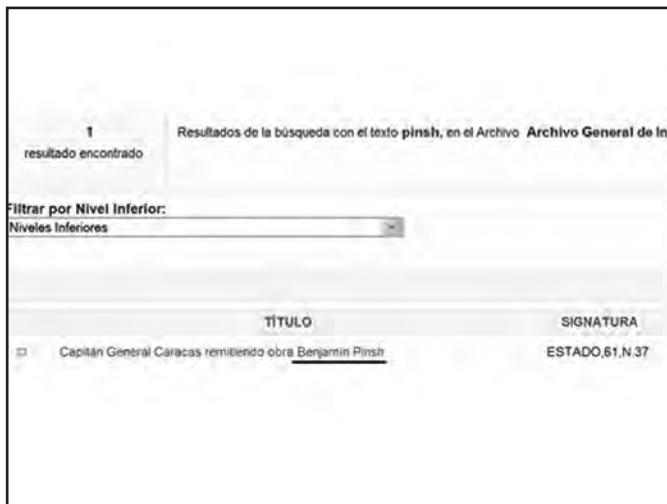 1
resultado encontrado
Resultados de la búsqueda con el texto pinsh, en el Archivo Archivo General de In
Filtrar por Nivel Inferior:
Niveles Inferiores
TÍTULO SIGNATURA
Capitán General Caracas remitiendo obra Benjamin Pinsh ESTADO,61,N.37